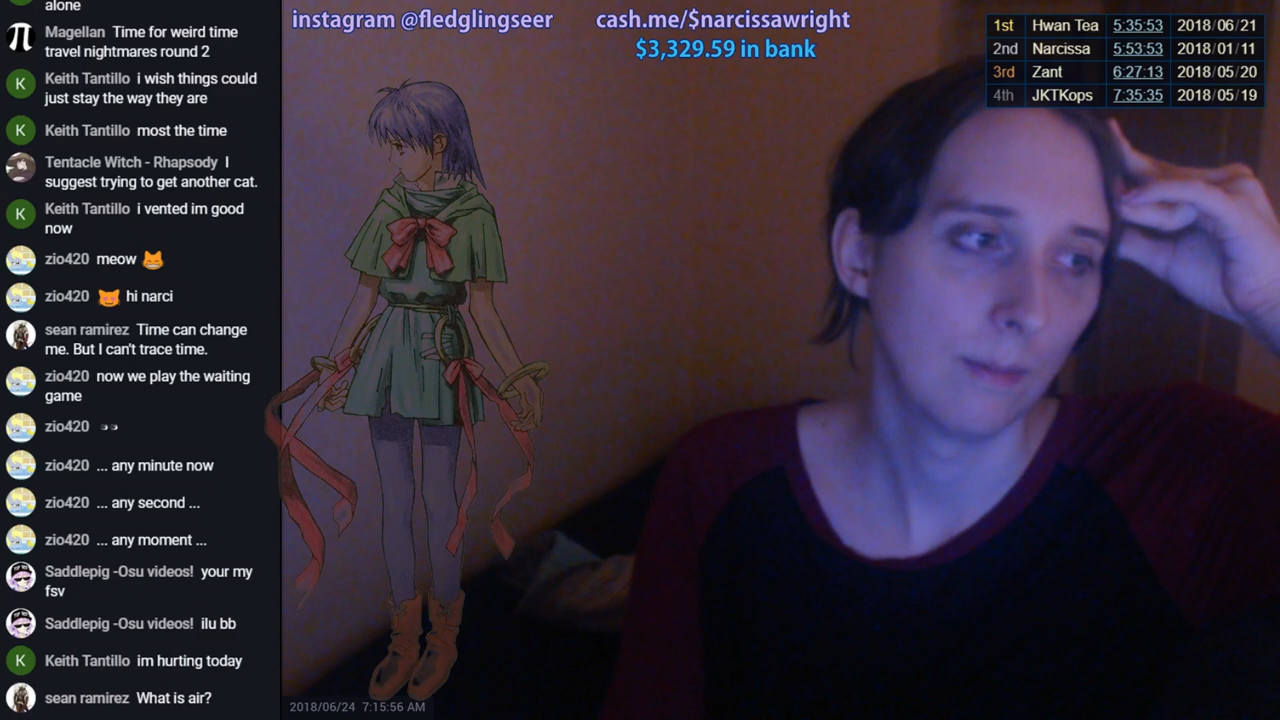 alone
Magellan Time for weird time
travel nightmares round 2
Keith Tantillo i wish things could
just stay the way they are
Keith Tantillo most the time
Tentacle Witch - Rhapsody I
suggest trying to get another cat.
Keith Tantillo i vented im good
now
zio420 meow
zio420 hi narci
sean ramirez Time can change
me. But I can't trace time.
zio420 now we play the waiting
game
zio420
zio420 ... any minute now
zio420 ... any second ...
zio420 ... any moment ...
Saddlepig -Osu videos! your my
fsv
Saddlepig -Osu videos! ilu bb
Keith Tantillo im hurting today
sean ramirez What is air?
instagram @fledglingseer
cash.me/$narcissawright
$3,329.59 in bank
1st Hwan Tea 5:35:53 2018/06/21
2nd Narcissa 5:53:53 2018/01/11
3rd Zant 6:27:13 2018/05/20
4th JKTKops 7:35:35 2018/05/19
2018/06/24 7:15:56 AM